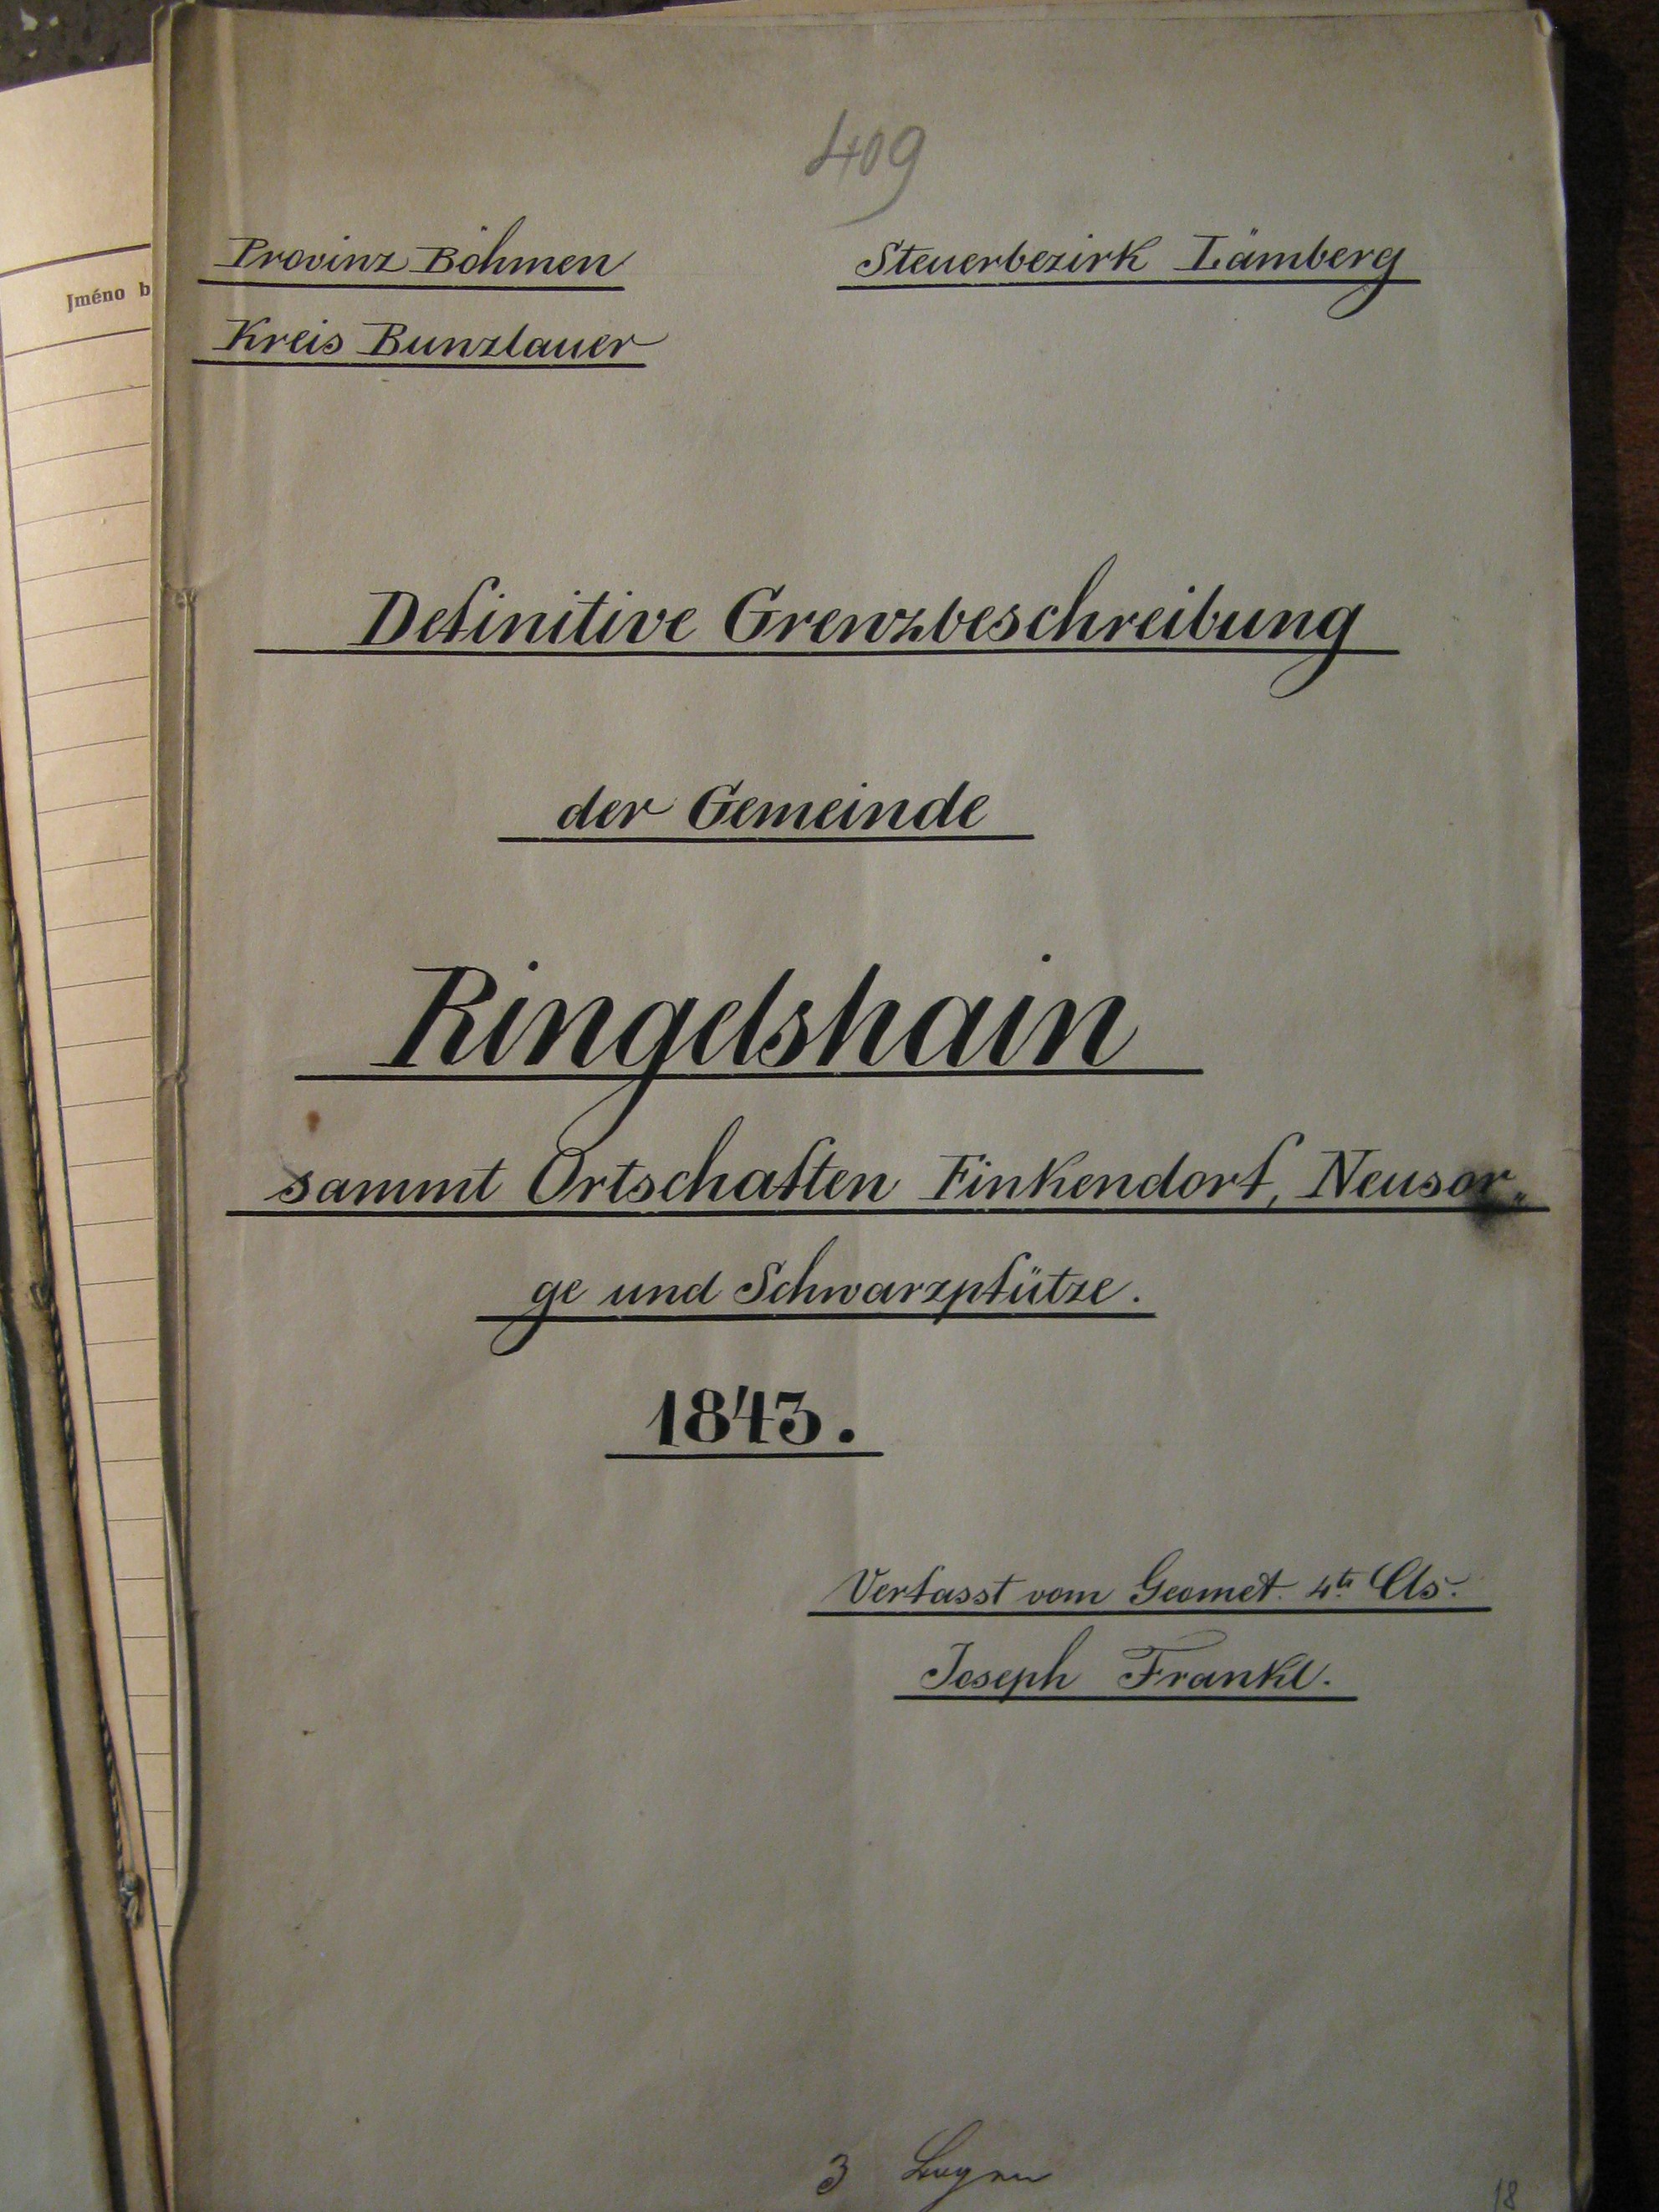 409
Provinz Böhmen
Steuerbezirk Lämberg
Kreis Bunzlauer
Jméno b
Definitive Grenzbeschreibung
der Gemeinde
Ringelshain
sammt Ortschaften Finkendorf, Neusor„
ge und Schwarzpfütze.
1843.
Verfasst vom Geomet. 4te Cls.
Joseph Frankl.
3
18